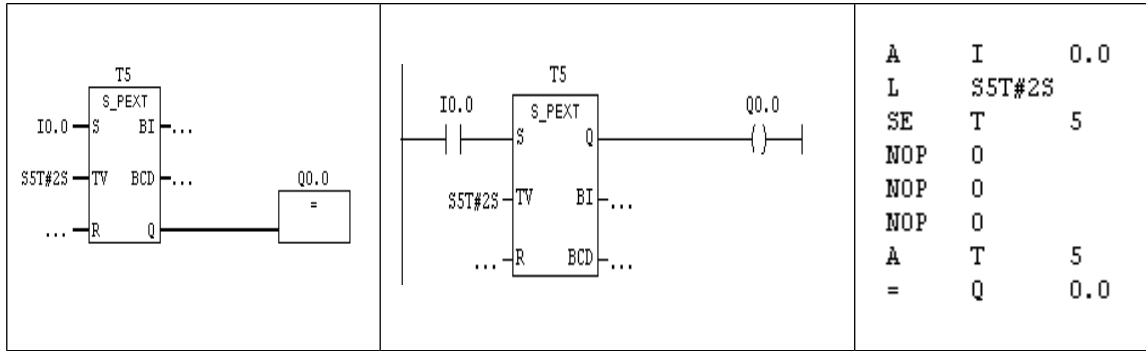 T5
S_PEXT
I0.0 S BI ...
S5T#2S TV BCD ... Q0.0
=
... R Q
T5
I0.0 S_PEXT Q0.0
S Q
S5T#2S TV BI ...
... R BCD ...
A I 0.0
L S5T#2S
SE T 5
NOP 0
NOP 0
NOP 0
A T 5
= Q 0.0